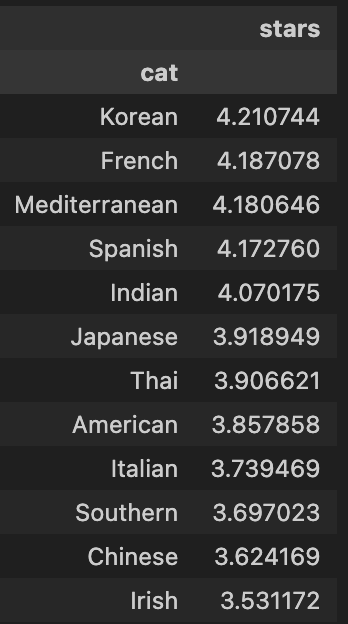 stars
cat
Korean 4.210744
French 4.187078
Mediterranean 4.180646
Spanish 4.172760
Indian 4.070175
Japanese 3.918949
Thai 3.906621
American 3.857858
Italian 3.739469
Southern 3.697023
Chinese 3.624169
Irish 3.531172